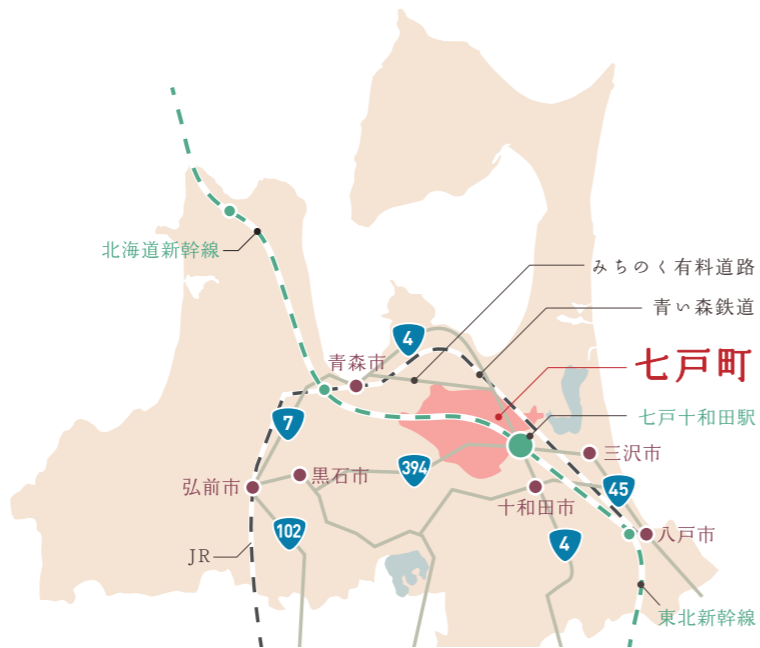 北海道新幹線
みちのく有料道路
青い森鉄道
4
青森市
七戸町
7
七戸十和田駅
三沢市
394
黒石市
弘前市
45
十和田市
102
八戸市
4
JR
東北新幹線